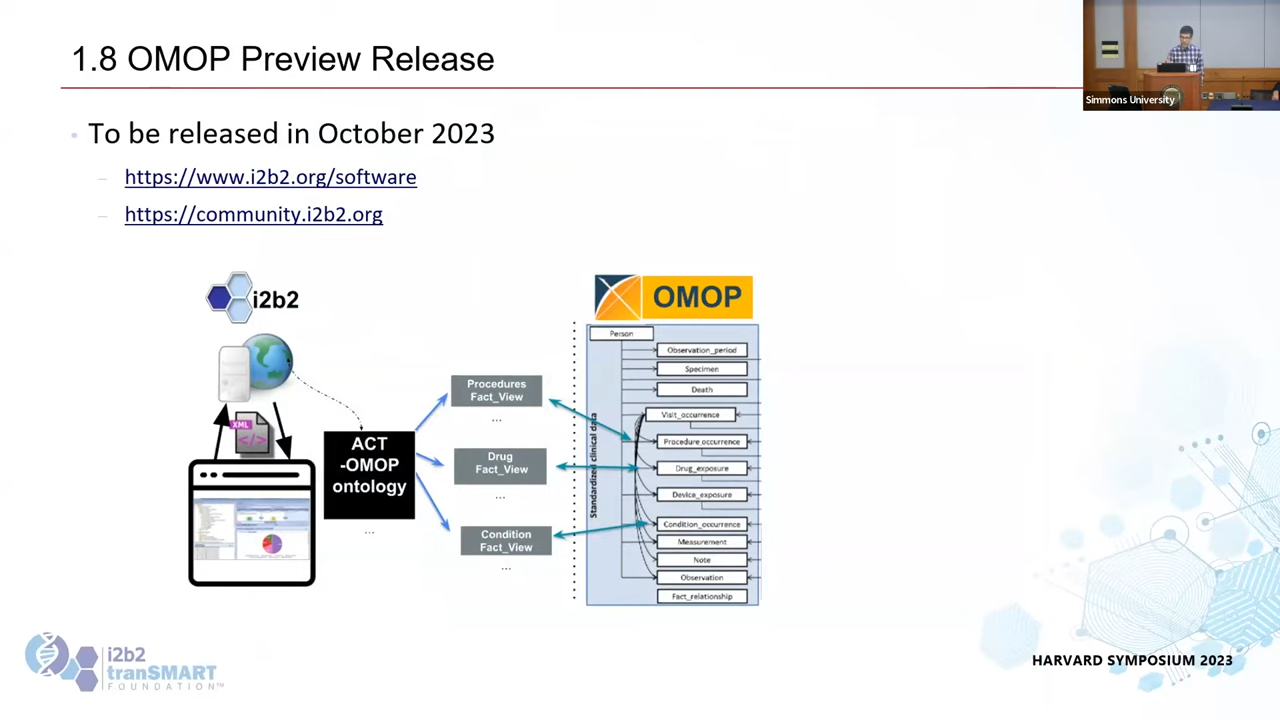 1.8 OMOP Preview Release
Simmons University
To be released in October 2023
https://www.i2b2.org/software
https://community.i2b2.org
i2b2
XML
</>
ACT
-OMOP
ontology
...
Procedures
Fact_View
...
Drug
Fact_View
...
Condition
Fact_View
...
OMOP
Standardized clinical data
Person
Observation_period
Specimen
Death
Visit_occurrence
Procedure_occurrence
Drug_exposure
Device_exposure
Condition_occurrence
Measurement
Note
Observation
Fact_relationship
i2b2
tranSMART
FOUNDATION™
HARVARD SYMPOSIUM 2023